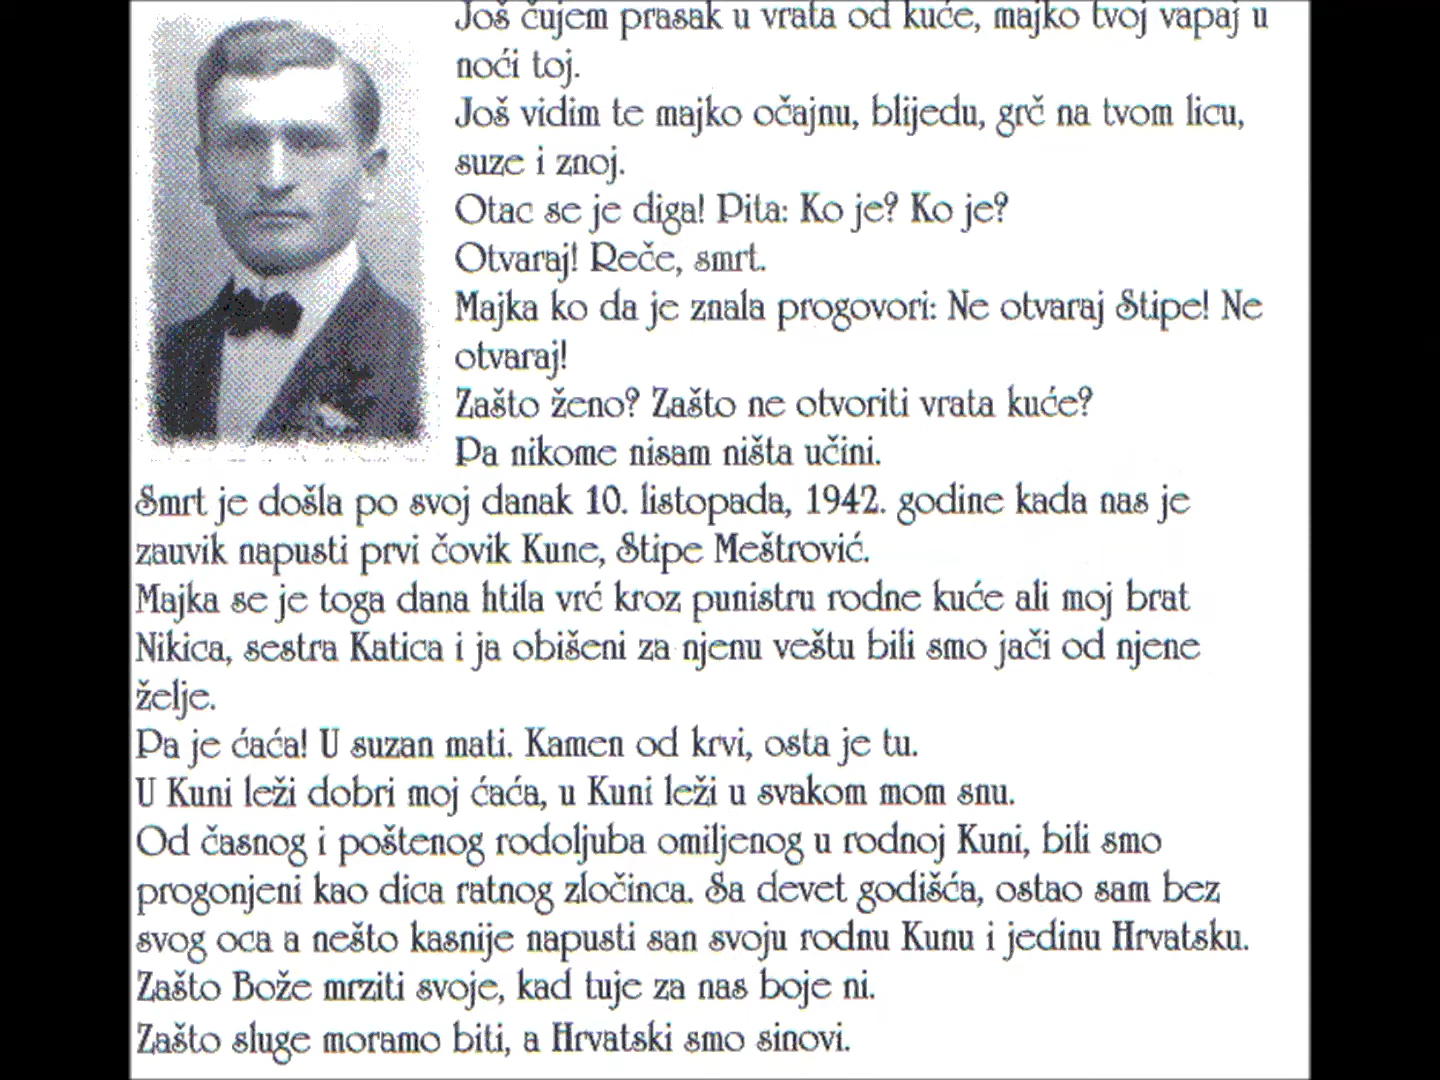 Još čujem prasak u vrata od kuće, majko tvoj vapaj u
noći toj.
Još vidim te majko očajnu, blijedu, grč na tvom licu,
suze i znoj.
Otac se je diga! Pita: Ko je? Ko je?
Otvaraj! Reče, smrt.
Majka ko da je znala progovori: Ne otvaraj Stipe! Ne
otvaraj!
Zašto ženo? Zašto ne otvoriti vrata kuće?
Pa nikome nisam ništa učini.
Smrt je došla po svoj danak 10. listopada, 1942. godine kada nas je
zauvik napusti prvi čovik Kune, Stipe Meštrović.
Majka se je toga dana htila vrć kroz punistru rodne kuće ali moj brat
Nikica, sestra Katica i ja obišeni za njenu veštu bili smo jači od njene
želje.
Pa je ćaća! U suzan mati. Kamen od krvi, osta je tu.
U Kuni leži dobri moj ćaća, u Kuni leži u svakom mom snu.
Od časnog i poštenog rodoljuba omiljenog u rodnoj Kuni, bili smo
progonjeni kao dica ratnog zločinca. Sa devet godišća, ostao sam bez
svog oca a nešto kasnije napusti san svoju rodnu Kunu i jedinu Hrvatsku.
Zašto Bože mrziti svoje, kad tuje za nas boje ni.
Zašto sluge moramo biti, a Hrvatski smo sinovi.